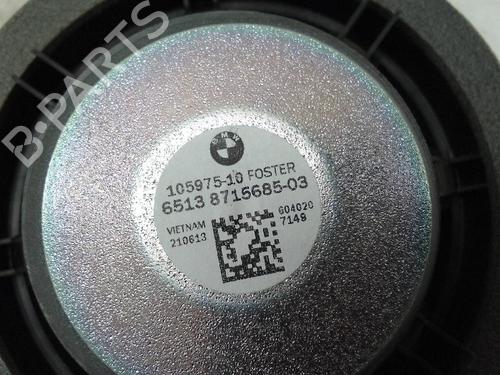 BMW
105975-10 FOSTER
6513 8715685-03
VIETNAM 604020
210613 7149
B-PARTS